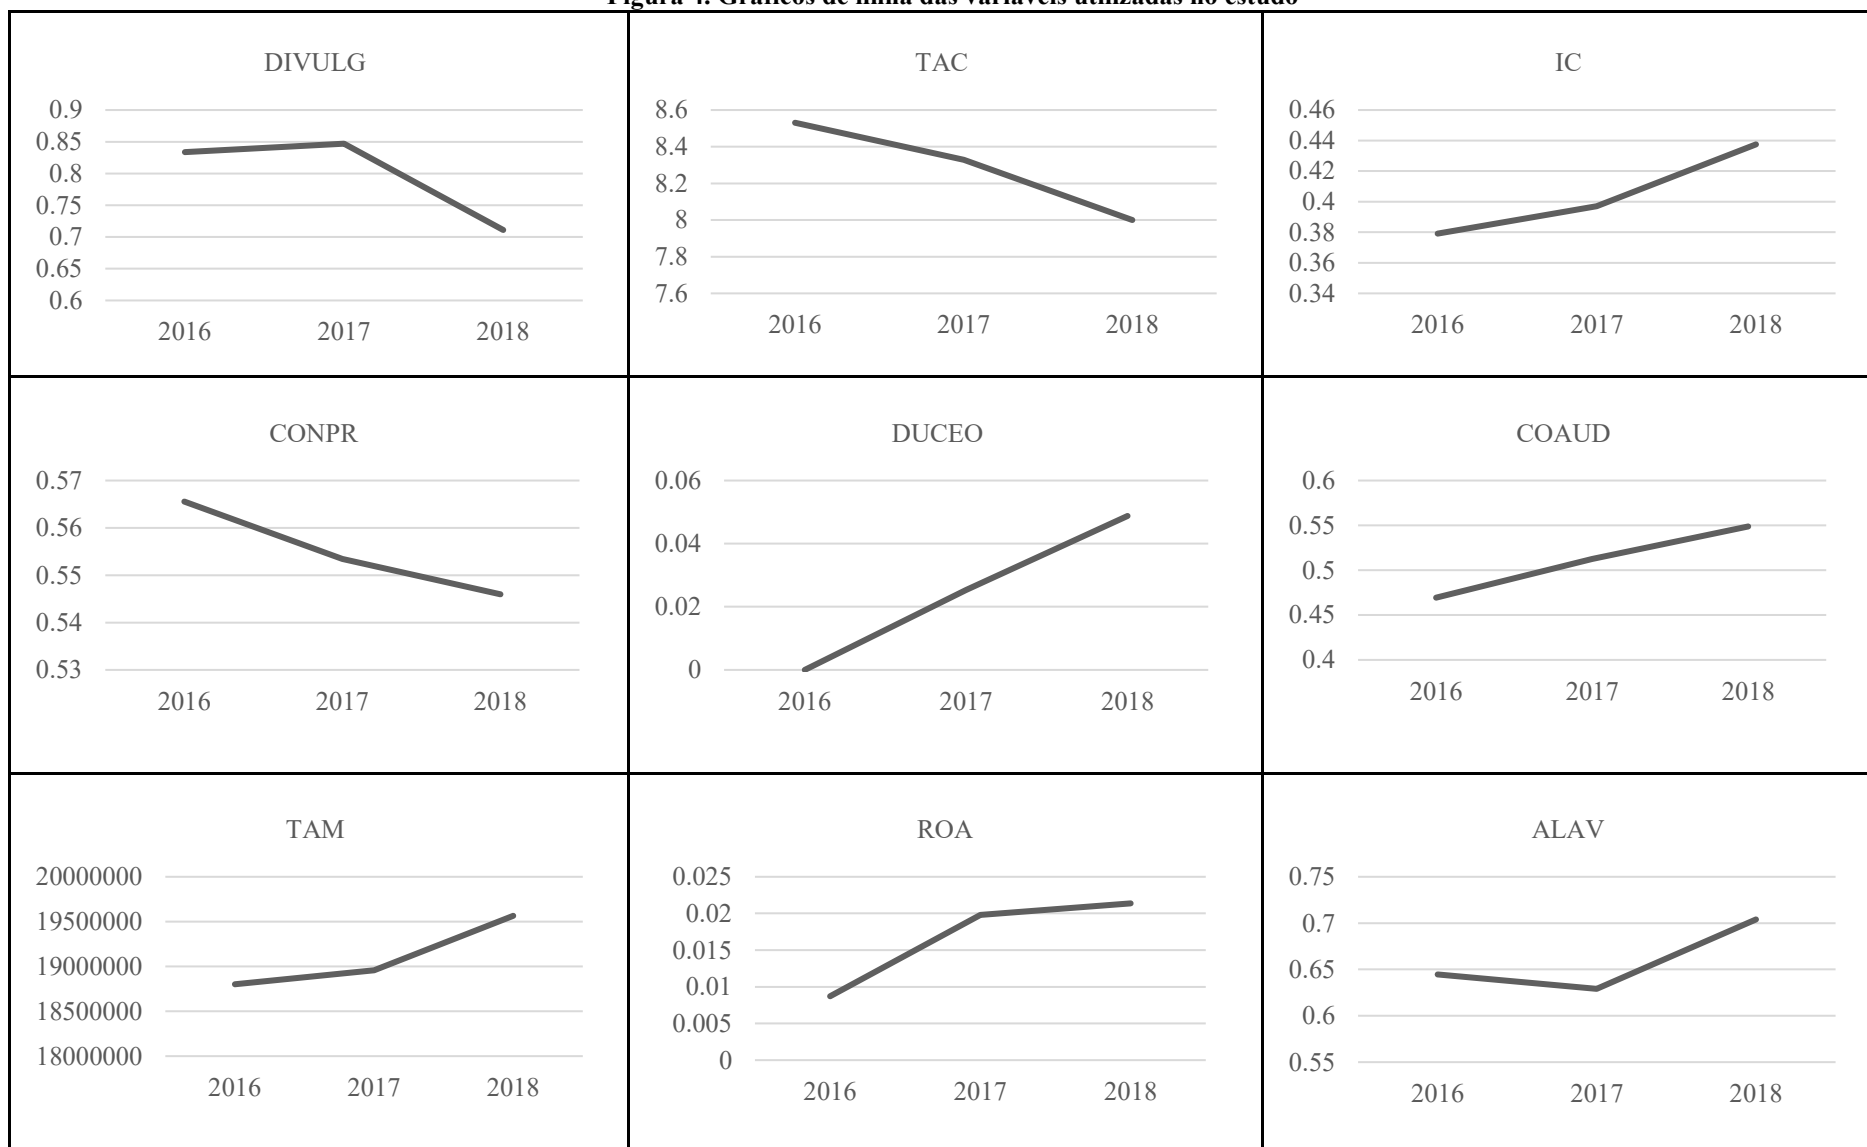 Figura 4. Gráficos de linha das variáveis utilizadas no estudo
DIVULG
0.9
0.85
0.8
0.75
0.7
0.65
0.6
2016 2017 2018
TAC
8.6
8.4
8.2
8
7.8
7.6
2016 2017 2018
IC
0.46
0.44
0.42
0.4
0.38
0.36
0.34
2016 2017 2018
CONPR
0.57
0.56
0.55
0.54
0.53
2016 2017 2018
DUCEO
0.06
0.04
0.02
0
2016 2017 2018
COAUD
0.6
0.55
0.5
0.45
0.4
2016 2017 2018
TAM
20000000
19500000
19000000
18500000
18000000
2016 2017 2018
ROA
0.025
0.02
0.015
0.01
0.005
0
2016 2017 2018
ALAV
0.75
0.7
0.65
0.6
0.55
2016 2017 2018